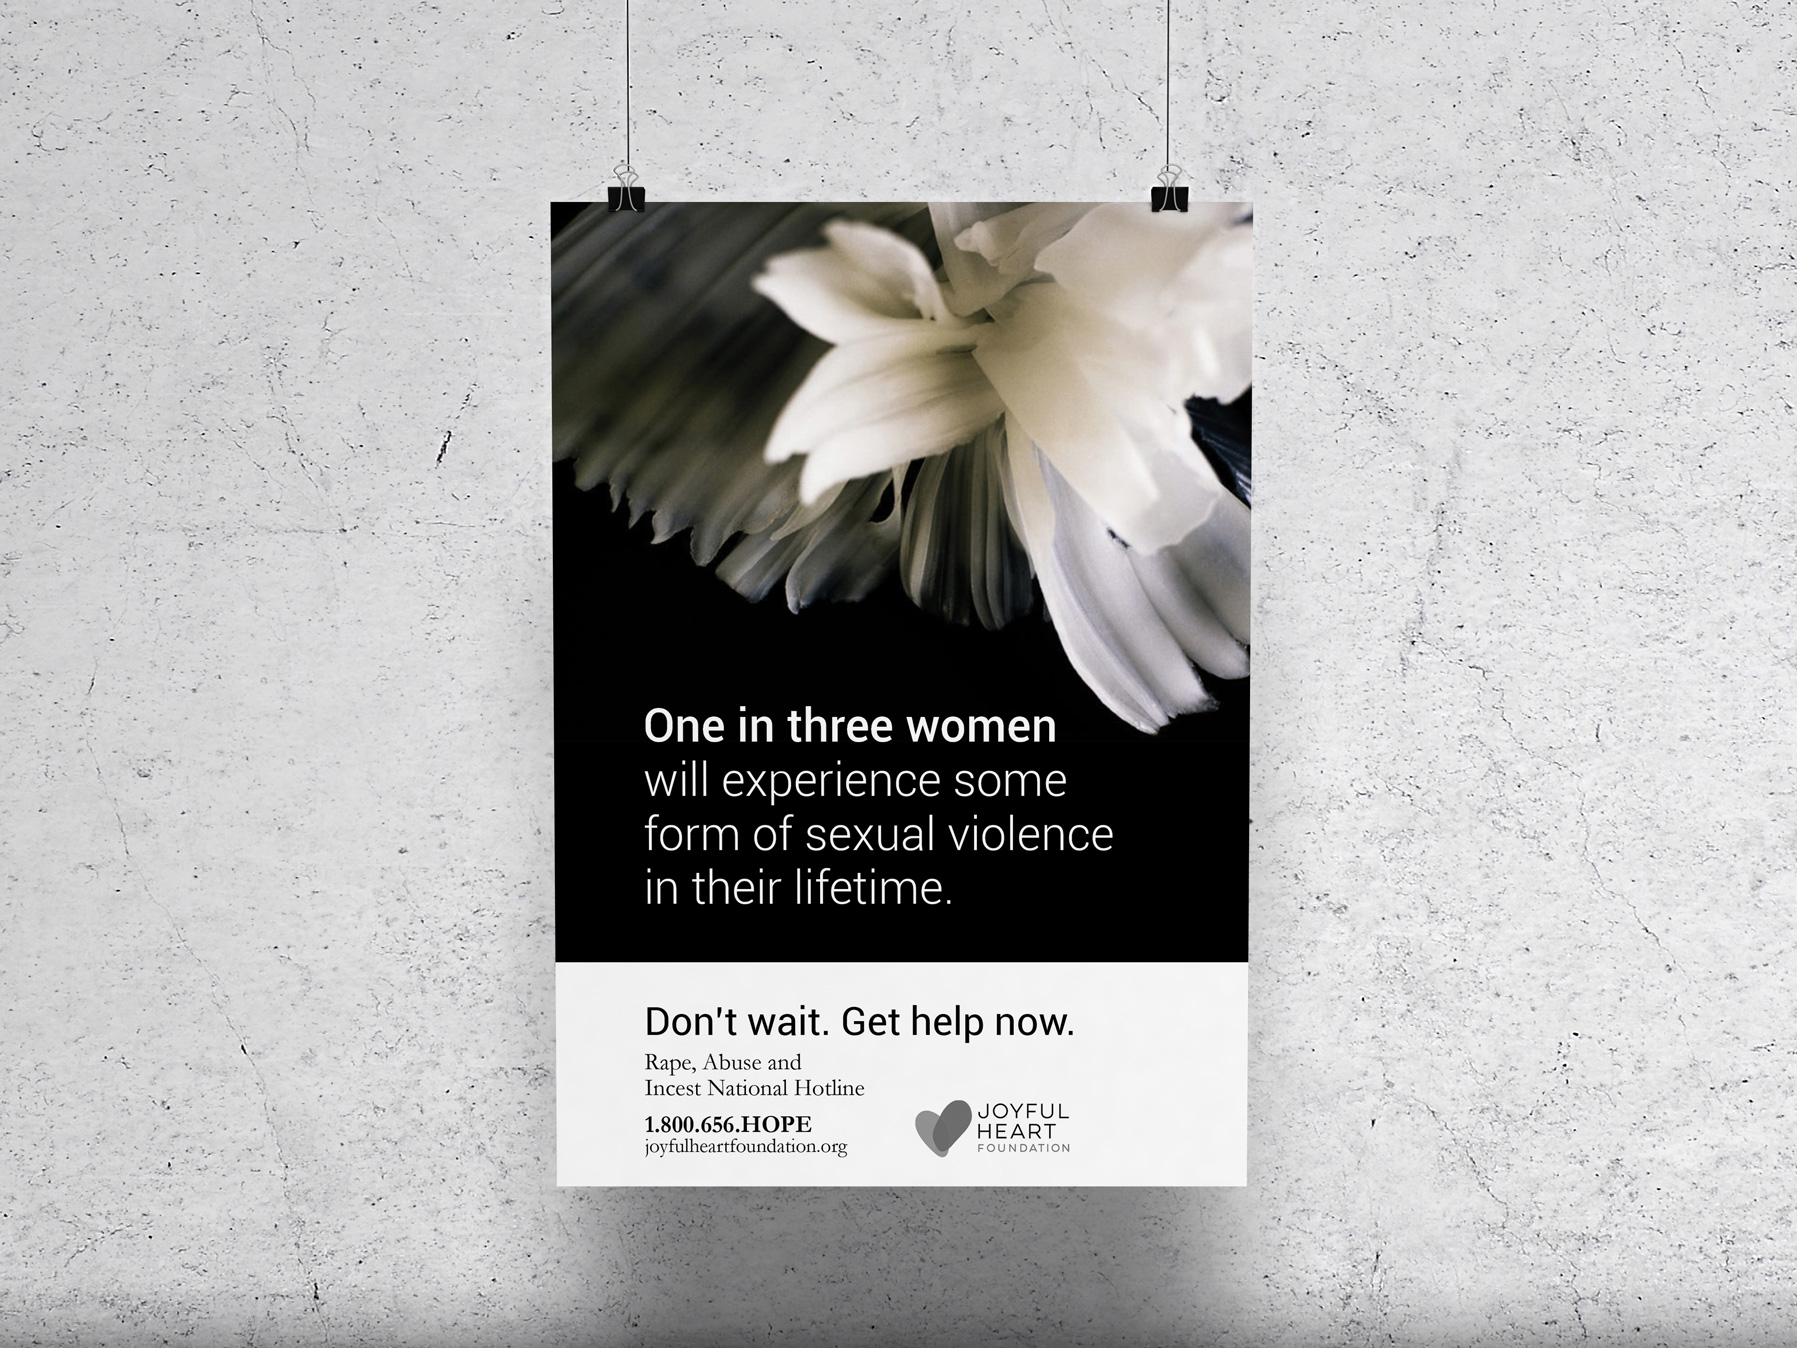 One in three women
will experience some
form of sexual violence
in their lifetime.
Don't wait. Get help now.
Rape, Abuse and
Incest National Hotline
1.800.656.HOPE
joyfulheartfoundation.org
JOYFUL
HEART
FOUNDATION